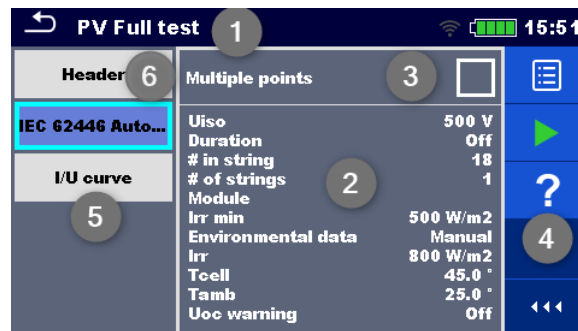 PV Full test 1 15:51
Header 6
Multiple points 3
IEC 62446 Auto...
I/U curve
5
Uiso 500 V
Duration Off
# in string 18
# of strings 1
2
Module
Irr min 500 W/m2
Environmental data Manual
Irr 800 W/m2
Tcell 45.0 °
Tamb 25.0 °
Uoc warning Off
?
4